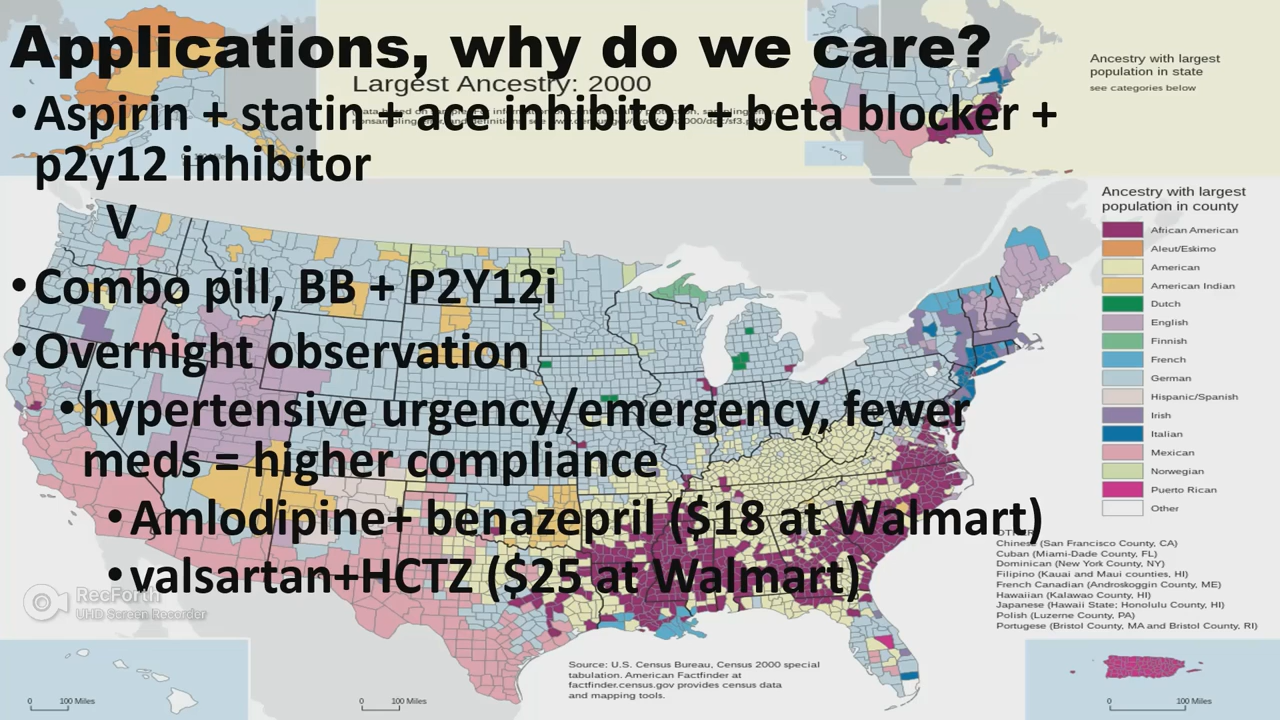 Applications, why do we care?
Largest Ancestry: 2000
•Aspirin + statin + ace inhibitor + beta blocker +
p2y12 inhibitor
V
•Combo pill, BB + P2Y12i
•Overnight observation
•hypertensive urgency/emergency, fewer
meds = higher compliance
•Amlodipine+ benazepril ($18 at Walmart)
•valsartan+HCTZ ($25 at Walmart)
RecForth
UHD Screen Recorder
Ancestry with largest
population in state
see categories below
Ancestry with largest
population in county
African American
Aleut/Eskimo
American
American Indian
Dutch
English
Finnish
French
German
Hispanic/Spanish
Irish
Italian
Mexican
Norwegian
Puerto Rican
Other
Chinese (San Francisco County, CA)
Cuban (Miami-Dade County, FL)
Dominican (New York County, NY)
Filipino (Kauai and Maui counties, HI)
French Canadian (Androskoggin County, ME)
Hawaiian (Kalawao County, HI)
Japanese (Hawaii State; Honolulu County, HI)
Polish (Luzerne County, PA)
Portugese (Bristol County, MA and Bristol County, RI)
Source: U.S. Census Bureau, Census 2000 special
tabulation. American Factfinder at
factfinder.census.gov provides census data
and mapping tools.
0 100 Miles
0 100 Miles
0 100 Miles